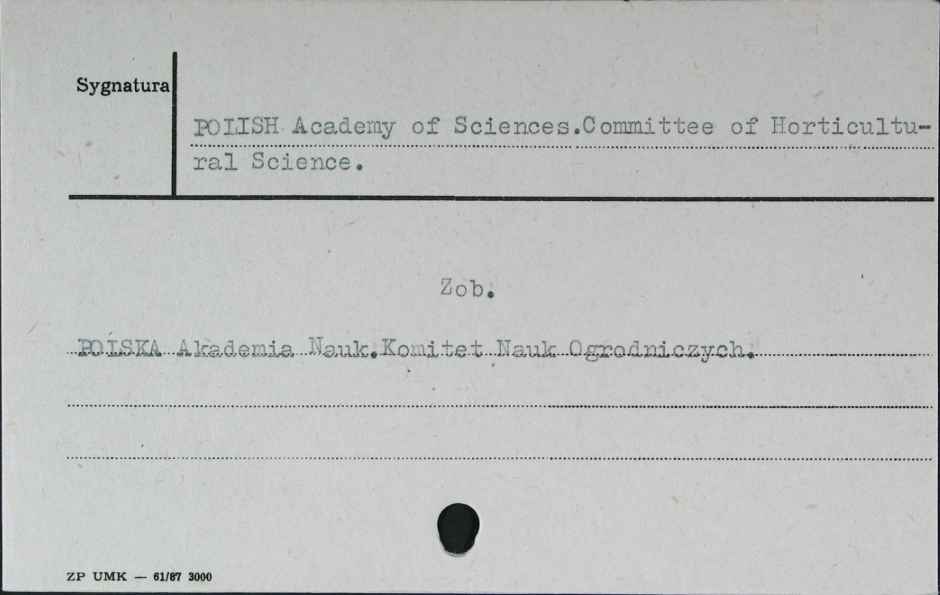 Sygnatura
POLISH Academy of Sciences.Committee of Horticultu-
ral Science.
Zob.
POLSKA Akademia Nauk.Komitet Nauk Ogrodniczych.
ZP UMK — 61/87 3000